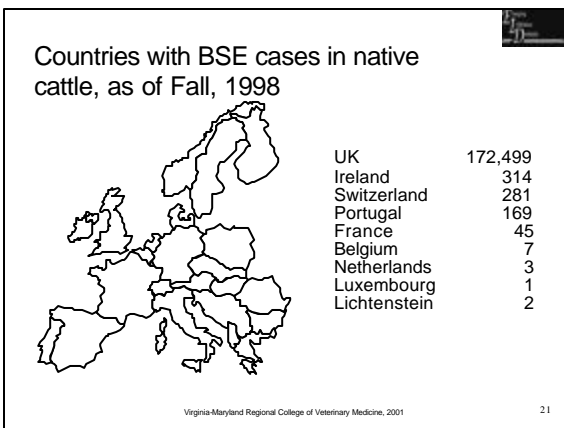 Countries with BSE cases in native
cattle, as of Fall, 1998
UK 172,499
Ireland 314
Switzerland 281
Portugal 169
France 45
Belgium 7
Netherlands 3
Luxembourg 1
Lichtenstein 2
Virginia-Maryland Regional College of Veterinary Medicine, 2001
21